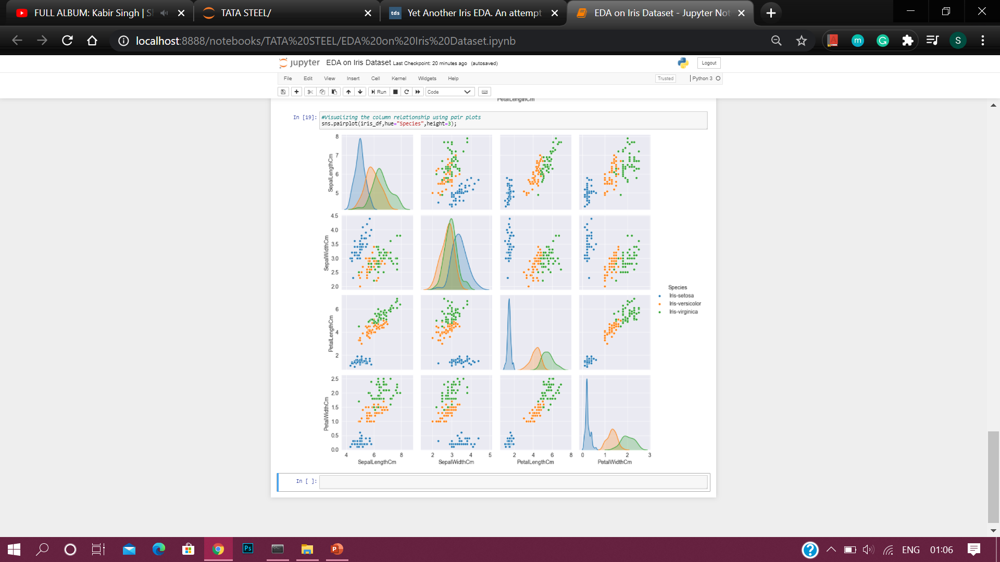 FULL ALBUM: Kabir Singh | S
TATA STEEL/
tds Yet Another Iris EDA. An attempt
EDA on Iris Dataset - Jupyter Not
localhost:8888/notebooks/TATA%20STEEL/EDA%20on%20Iris%20Dataset.ipynb
m
G
S
jupyter EDA on Iris Dataset Last Checkpoint: 20 minutes ago (autosaved)
Logout
File Edit View Insert Cell Kernel Widgets Help
Trusted Python 3
Run Code
PetalLengthCm
In [19]: #Visualizing the column relationship using pair plots
sns.pairplot(iris_df,hue="Species",height=3);
8
7
6
5
SepalLengthCm
4.5
4.0
3.5
3.0
2.5
2.0
SepalWidthCm
6
4
2
PetalLengthCm
2.5
2.0
1.5
1.0
0.5
0.0
PetalWidthCm
4 6 8 2 3 4 5 2 4 6 8 0 1 2 3
SepalLengthCm SepalWidthCm PetalLengthCm PetalWidthCm
Species
Iris-setosa
Iris-versicolor
Iris-virginica
In [ ]:
Ps
P
?
ENG 01:06